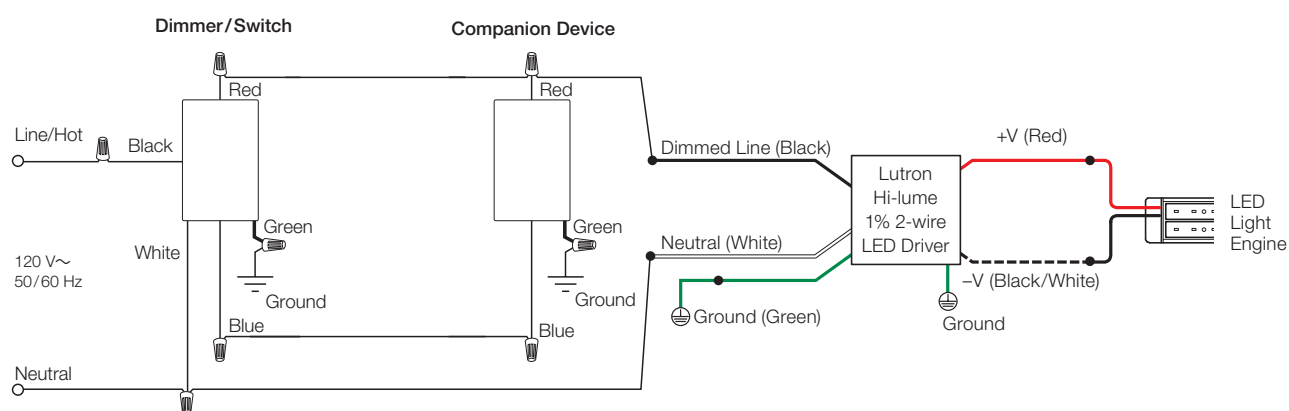 Dimmer/Switch
Companion Device
Red
Red
Line/Hot
Black
Dimmed Line (Black)
+V (Red)
Lutron
Hi-lume
1% 2-wire
LED Driver
LED
Light
Engine
Green
Green
White
Neutral (White)
120 V~
50/60 Hz
–V (Black/White)
Ground
Ground
Ground (Green)
Ground
Blue
Blue
Neutral